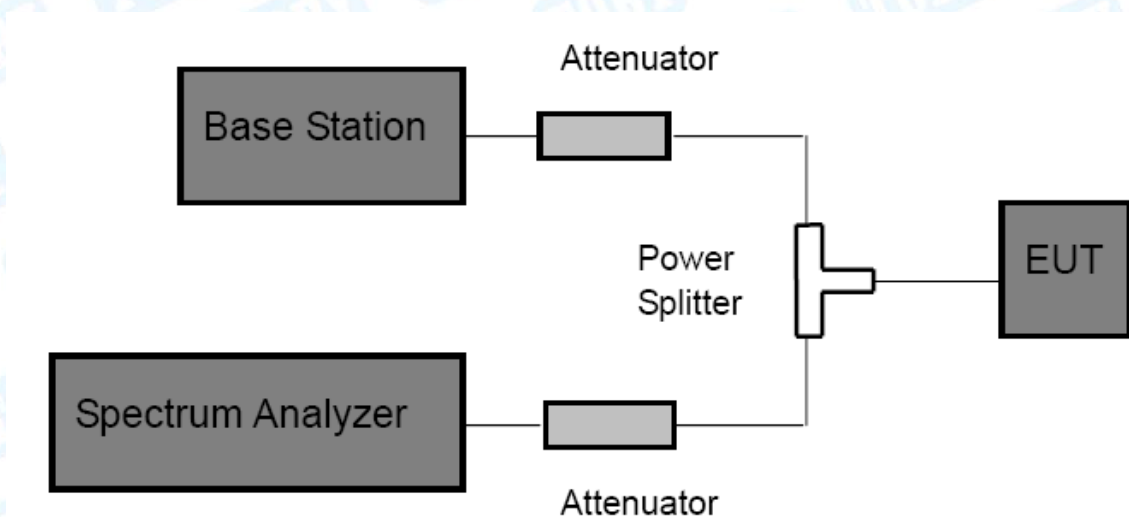 Attenuator
Base Station
Power
Splitter
EUT
Spectrum Analyzer
Attenuator